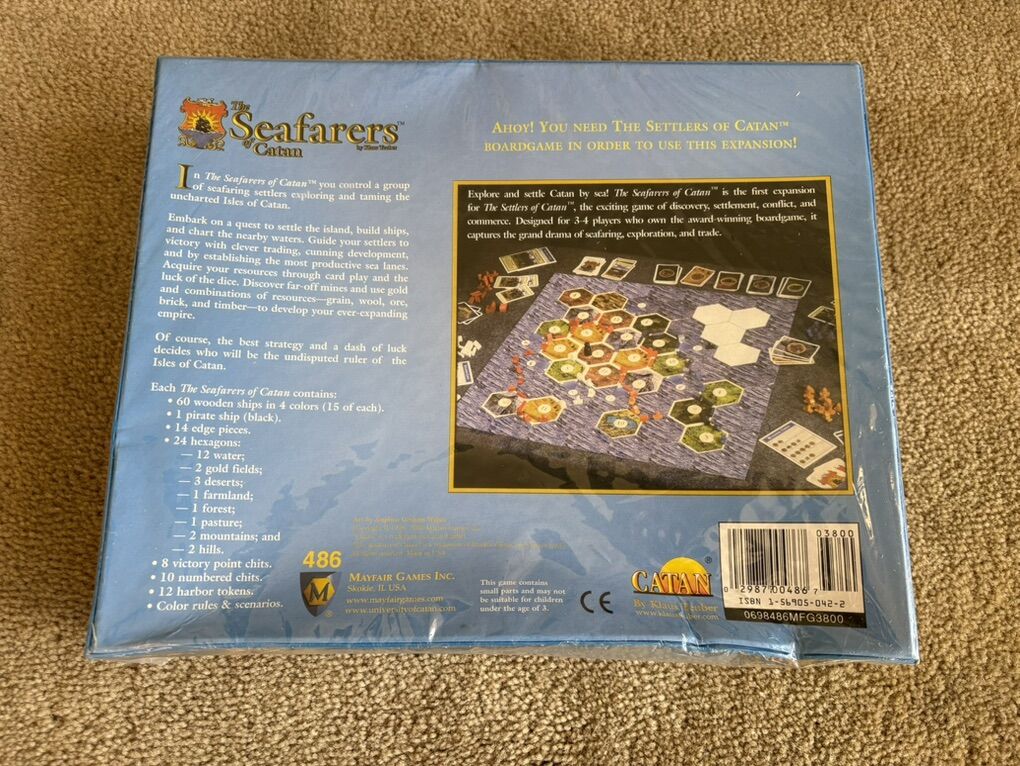 The
Seafarers™
of Catan
by Klaus Teuber
In The Seafarers of Catan™ you control a group
of seafaring settlers exploring and taming the
uncharted Isles of Catan.
Embark on a quest to settle the island, build ships,
and chart the nearby waters. Guide your settlers to
victory with clever trading, cunning development,
and by establishing the most productive sea lanes.
Acquire your resources through card play and the
luck of the dice. Discover far-off mines and use gold
and combinations of resources—grain, wool, ore,
brick, and timber—to develop your ever-expanding
empire.
Of course, the best strategy and a dash of luck
decides who will be the undisputed ruler of the
Isles of Catan.
Each The Seafarers of Catan contains:
• 60 wooden ships in 4 colors (15 of each).
• 1 pirate ship (black).
• 14 edge pieces.
• 24 hexagons:
— 12 water;
— 2 gold fields;
— 3 deserts;
— 1 farmland;
— 1 forest;
— 1 pasture;
— 2 mountains; and
— 2 hills.
• 8 victory point chits.
• 10 numbered chits.
• 12 harbor tokens.
• Color rules & scenarios.
Ahoy! You need The Settlers of Catan™
boardgame in order to use this expansion!
Explore and settle Catan by sea! The Seafarers of Catan™ is the first expansion
for The Settlers of Catan™, the exciting game of discovery, settlement, conflict, and
commerce. Designed for 3-4 players who own the award-winning boardgame, it
captures the grand drama of seafaring, exploration, and trade.
486
M
Mayfair Games Inc.
Skokie, IL USA
www.mayfairgames.com
www.universityofcatan.com
This game contains
small parts and may not
be suitable for children
under the age of 3.
CE
CATAN®
By Klaus Teuber
www.klausteuber.com
03800
0 29877 00486 7
ISBN 1-56905-042-2
0698486MFG3800